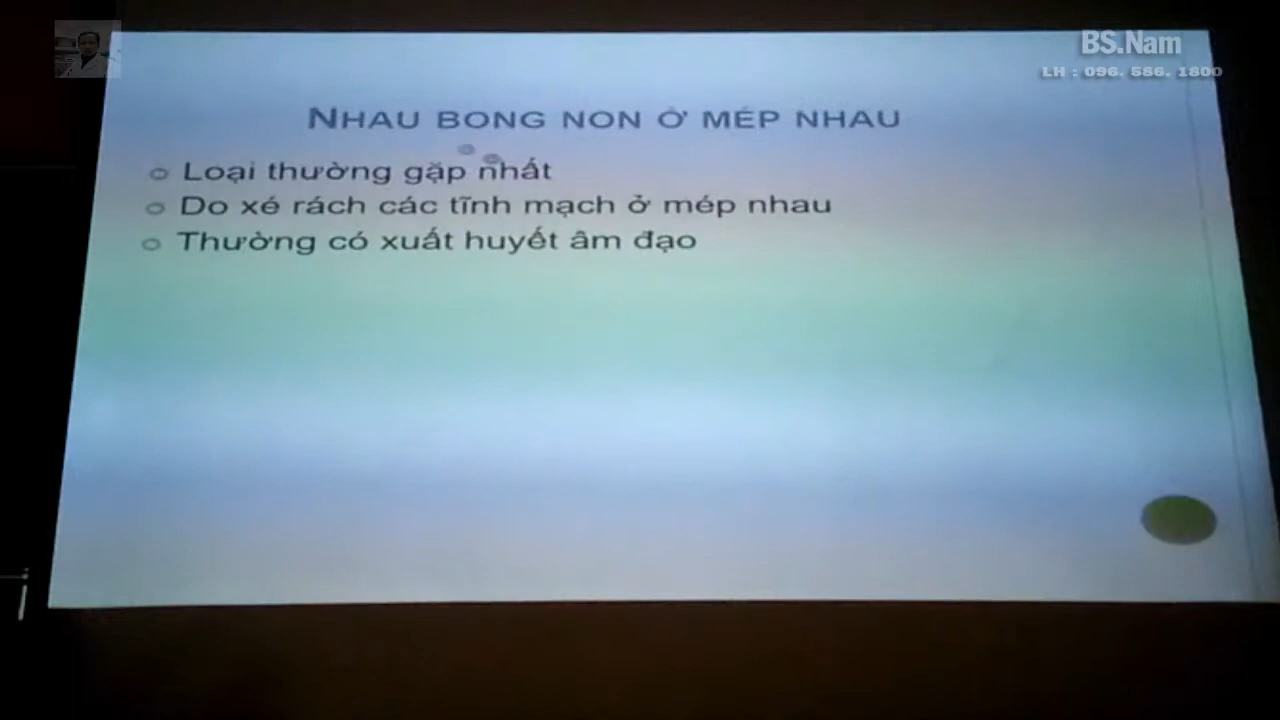 BS.Nam
LH : 096. 586. 1800
NHAU BONG NON Ở MÉP NHAU
Loại thường gặp nhất
Do xé rách các tĩnh mạch ở mép nhau
Thường có xuất huyết âm đạo